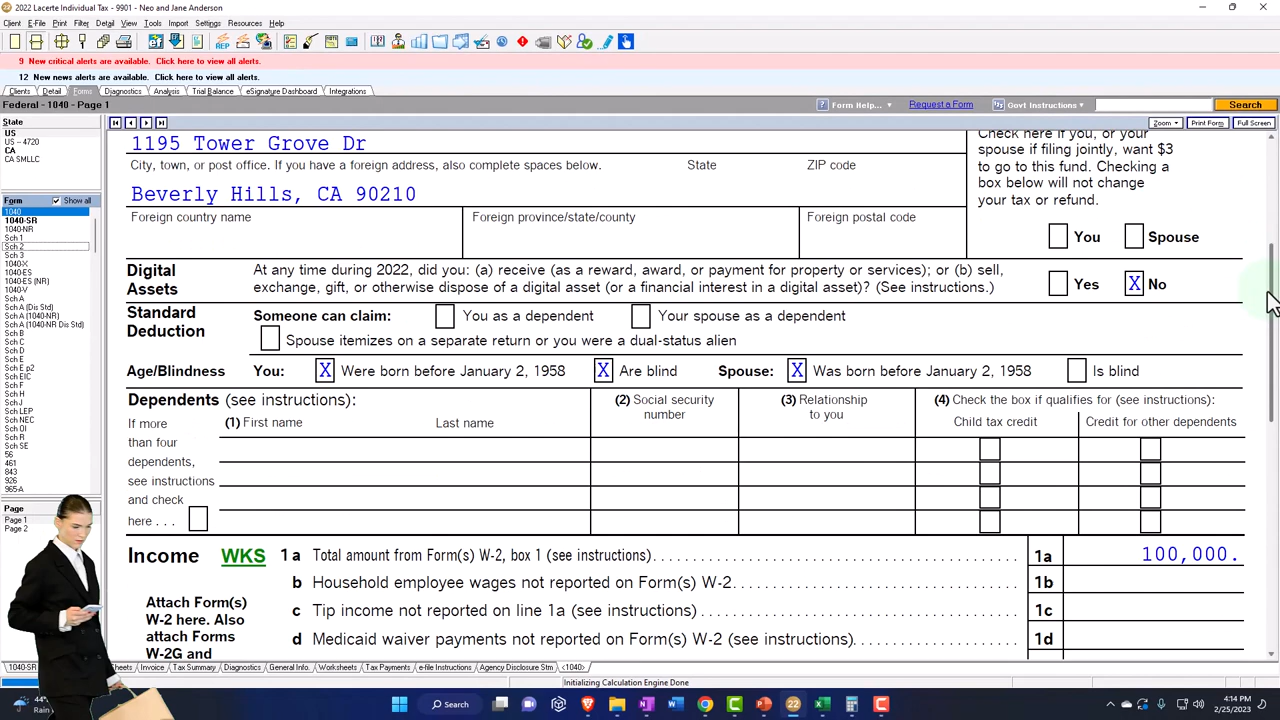 2022 Lacerte Individual Tax - 9901 - Neo and Jane Anderson
Client E-File Print Filter Detail View Tools Import Settings Resources Help
9 New critical alerts are available. Click here to view all alerts.
12 New news alerts are available. Click here to view all alerts.
Clients Detail Forms Diagnostics Analysis Trial Balance eSignature Dashboard Integrations
Federal - 1040 - Page 1
Form Help... Request a Form Govt Instructions Search
Zoom Print Form Full Screen
State
US
US - 4720
CA
CA SMLLC
Form Show all
1040
1040-SR
1040-NR
Sch 1
Sch 2
Sch 3
1040-X
1040-ES
1040-ES (NR)
1040-V
Sch A
Sch A (Dis Std)
Sch A (1040-NR)
Sch A (1040-NR Dis Std)
Sch B
Sch C
Sch D
Sch E
Sch E p2
Sch EIC
Sch F
Sch H
Sch J
Sch LEP
Sch NEC
Sch OI
Sch R
Sch SE
56
461
843
926
965-A
Page
Page 1
Page 2
1195 Tower Grove Dr
City, town, or post office. If you have a foreign address, also complete spaces below. State ZIP code
Beverly Hills, CA 90210
Foreign country name Foreign province/state/county Foreign postal code
Check here if you, or your
spouse if filing jointly, want $3
to go to this fund. Checking a
box below will not change
your tax or refund.
You Spouse
Digital
Assets
At any time during 2022, did you: (a) receive (as a reward, award, or payment for property or services); or (b) sell,
exchange, gift, or otherwise dispose of a digital asset (or a financial interest in a digital asset)? (See instructions.)
Yes X No
Standard
Deduction
Someone can claim: You as a dependent Your spouse as a dependent
Spouse itemizes on a separate return or you were a dual-status alien
Age/Blindness You: X Were born before January 2, 1958 X Are blind Spouse: X Was born before January 2, 1958 Is blind
Dependents (see instructions):
If more
than four
dependents,
see instructions
and check
here . . .
(1) First name Last name
(2) Social security
number
(3) Relationship
to you
(4) Check the box if qualifies for (see instructions):
Child tax credit Credit for other dependents
Income WKS 1 a Total amount from Form(s) W-2, box 1 (see instructions) 1a 100,000.
b Household employee wages not reported on Form(s) W-2 1b
c Tip income not reported on line 1a (see instructions) 1c
d Medicaid waiver payments not reported on Form(s) W-2 (see instructions) 1d
Attach Form(s)
W-2 here. Also
attach Forms
W-2G and
1040-SR Sheets Invoice Tax Summary Diagnostics General Info. Worksheets Tax Payments e-file Instructions Agency Disclosure Stm <1040>
Initializing Calculation Engine Done
44°
Rain
Search
4:14 PM
2/25/2023